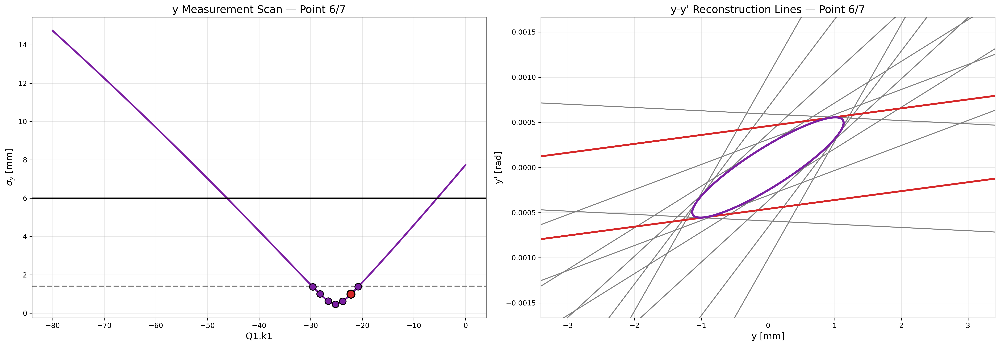 y Measurement Scan — Point 6/7
σy [mm]
14
12
10
8
6
4
2
0
−80 −70 −60 −50 −40 −30 −20 −10 0
Q1.k1
y-y' Reconstruction Lines — Point 6/7
y' [rad]
0.0015
0.0010
0.0005
0.0000
−0.0005
−0.0010
−0.0015
−3 −2 −1 0 1 2 3
y [mm]